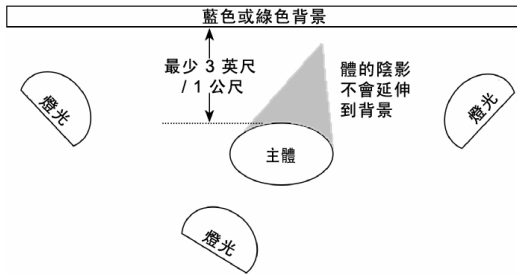 藍色或綠色背景
最少 3 英尺
/ 1 公尺
體的陰影
不會延伸
到背景
燈光
燈光
主體
燈光